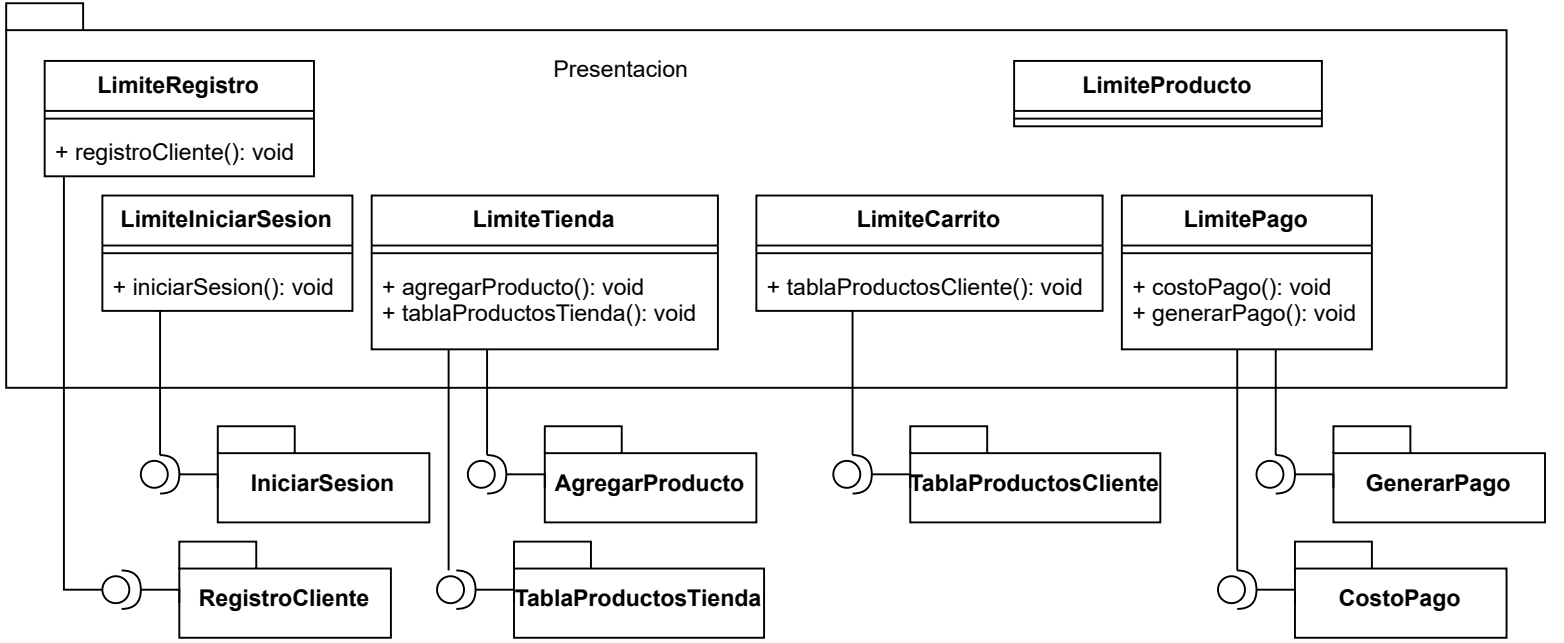 Presentacion
LimiteRegistro
+ registroCliente(): void
LimiteProducto
LimiteIniciarSesion
+ iniciarSesion(): void
LimiteTienda
+ agregarProducto(): void
+ tablaProductosTienda(): void
LimiteCarrito
+ tablaProductosCliente(): void
LimitePago
+ costoPago(): void
+ generarPago(): void
IniciarSesion
AgregarProducto
TablaProductosCliente
GenerarPago
RegistroCliente
TablaProductosTienda
CostoPago